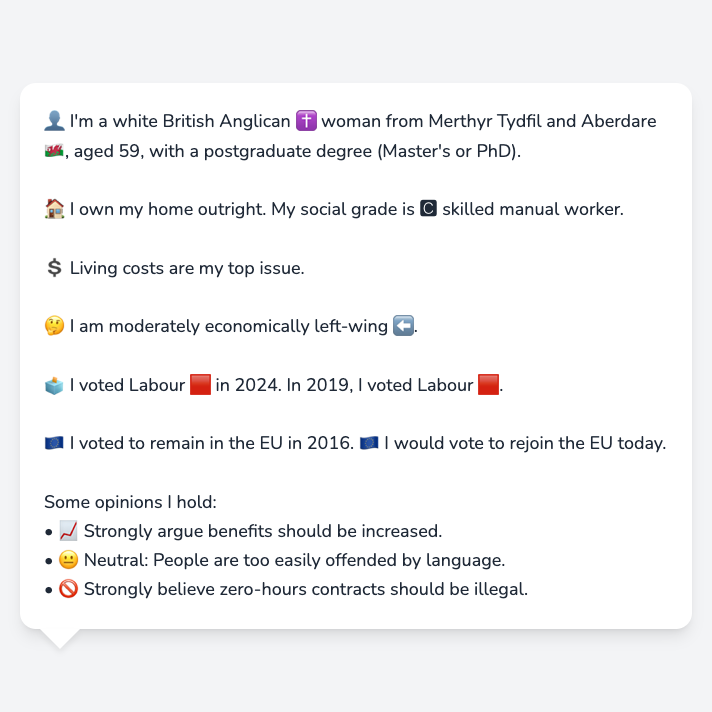 👤 I'm a white British Anglican ✝️ woman from Merthyr Tydfil and Aberdare
🏴󠁧󠁢󠁷󠁬󠁳󠁿, aged 59, with a postgraduate degree (Master's or PhD).
🏠 I own my home outright. My social grade is 🅲 skilled manual worker.
💲 Living costs are my top issue.
🤔 I am moderately economically left-wing ⬅️.
🗳️ I voted Labour 🟥 in 2024. In 2019, I voted Labour 🟥.
🇪🇺 I voted to remain in the EU in 2016. 🇪🇺 I would vote to rejoin the EU today.
Some opinions I hold:
• 📈 Strongly argue benefits should be increased.
• 😐 Neutral: People are too easily offended by language.
• 🚫 Strongly believe zero-hours contracts should be illegal.